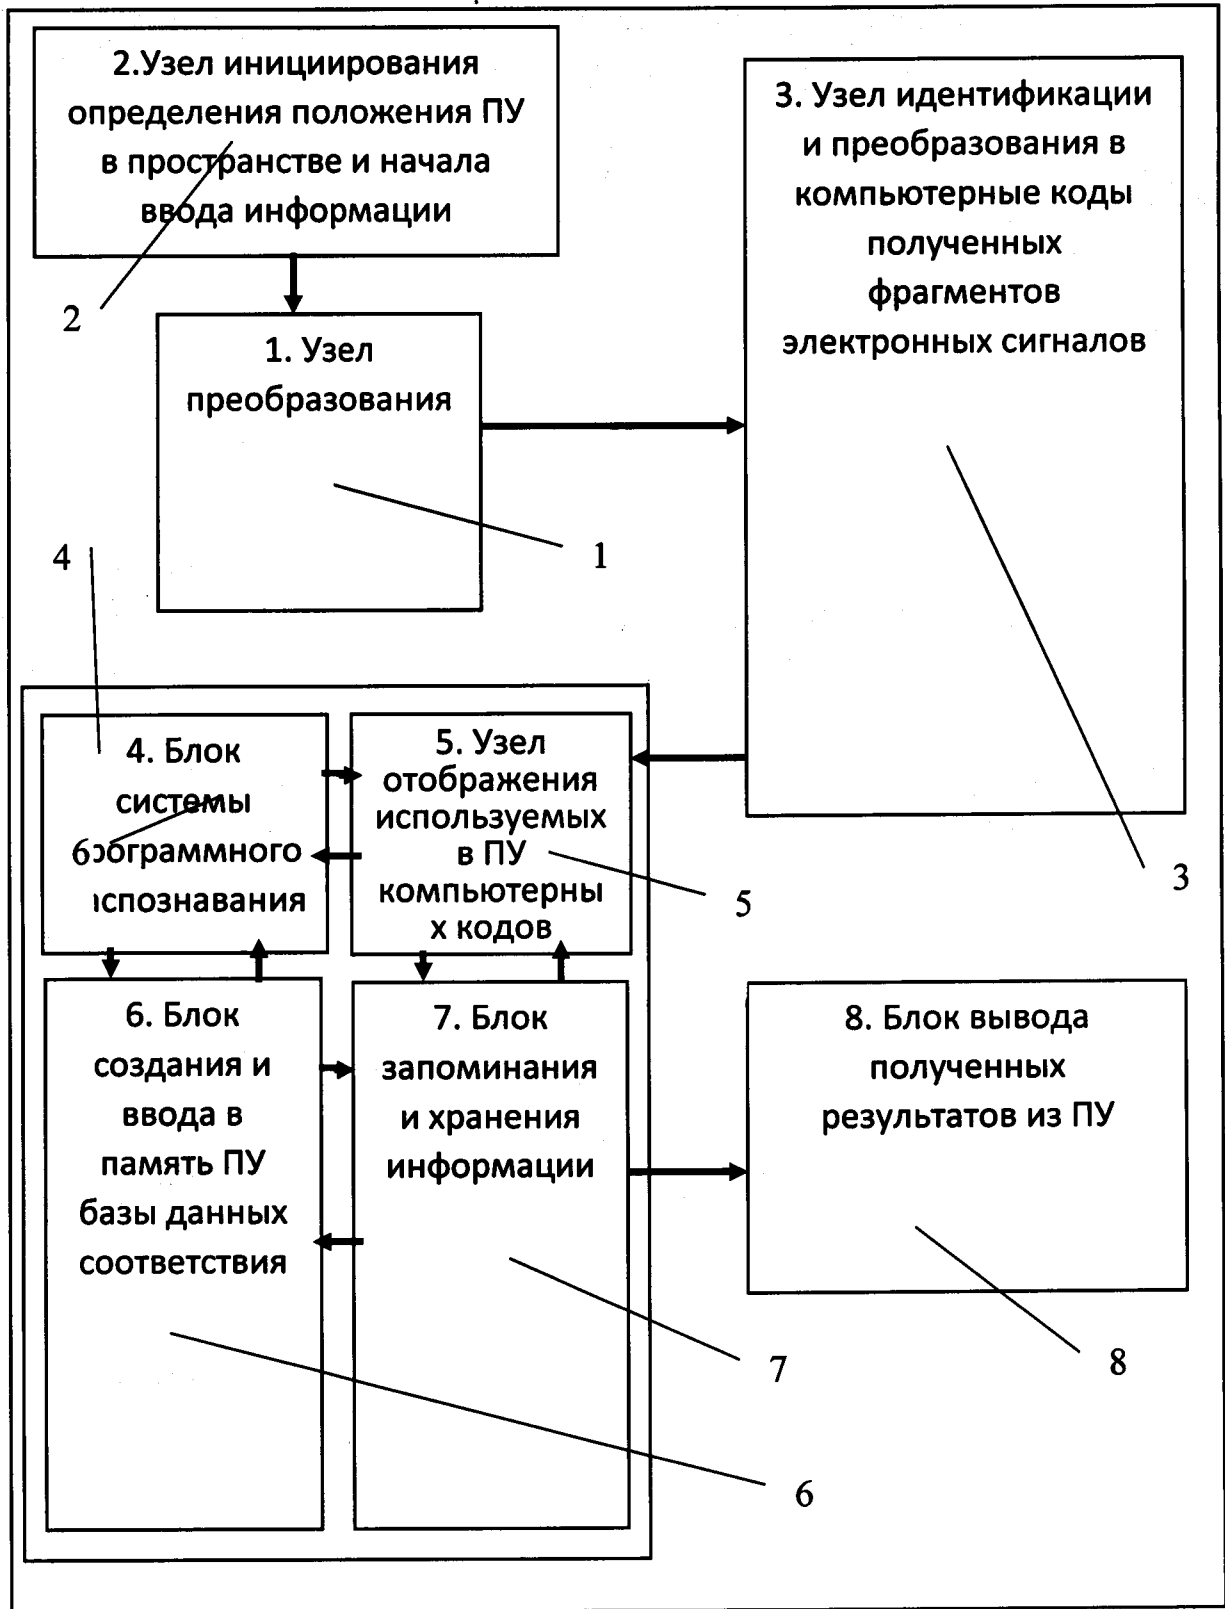 2.Узел инициирования
определения положения ПУ
в пространстве и начала
ввода информации
2
3. Узел идентификации
и преобразования в
компьютерные коды
полученных
фрагментов
электронных сигналов
3
1. Узел
преобразования
1
4
4. Блок
системы
6ограммного
спознавания
5. Узел
отображения
используемых
в ПУ
компьютерны
х кодов
5
6. Блок
создания и
ввода в
память ПУ
базы данных
соответствия
6
7. Блок
запоминания
и хранения
информации
7
8. Блок вывода
полученных
результатов из ПУ
8